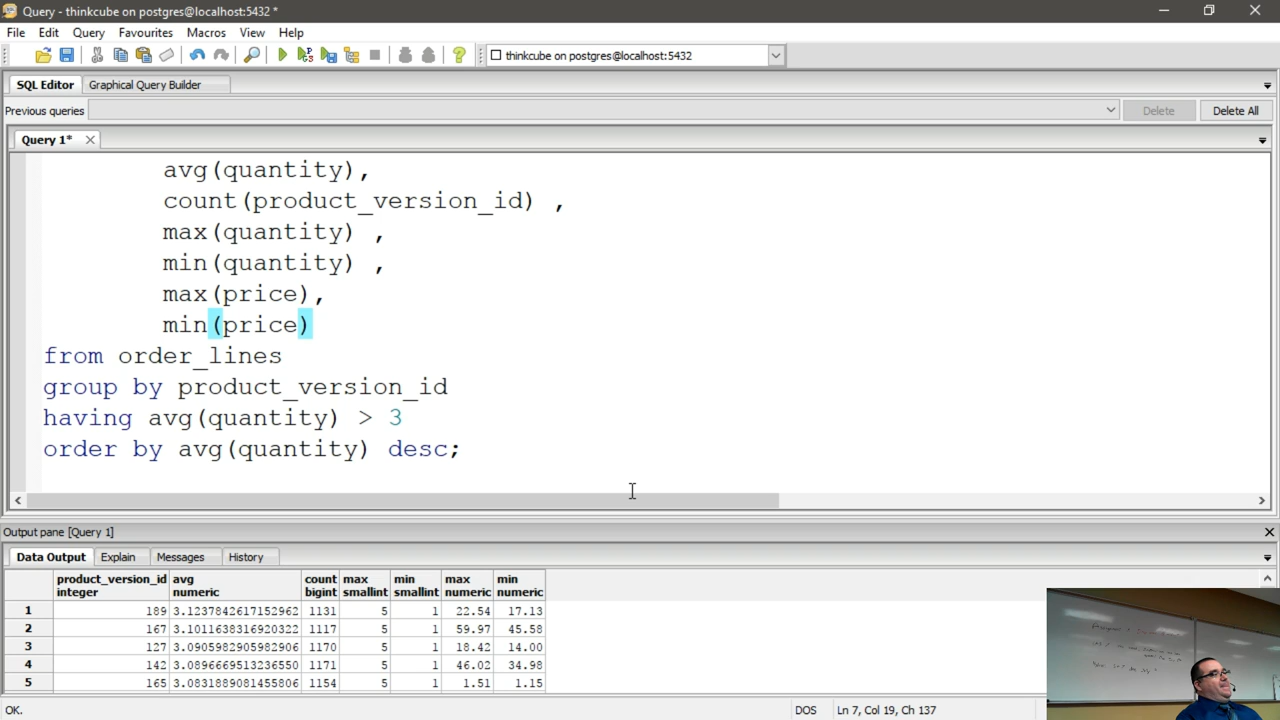 Query - thinkcube on postgres@localhost:5432 *
File Edit Query Favourites Macros View Help
thinkcube on postgres@localhost:5432
SQL Editor Graphical Query Builder
Previous queries Delete Delete All
Query 1*
avg(quantity),
count(product_version_id) ,
max(quantity) ,
min(quantity) ,
max(price),
min(price)
from order_lines
group by product_version_id
having avg(quantity) > 3
order by avg(quantity) desc;
Output pane [Query 1]
Data Output Explain Messages History
product_version_id avg count max min max min
integer numeric bigint smallint smallint numeric numeric
1 189 3.1237842617152962 1131 5 1 22.54 17.13
2 167 3.1011638316920322 1117 5 1 59.97 45.58
3 127 3.0905982905982906 1170 5 1 18.42 14.00
4 142 3.0896669513236550 1171 5 1 46.02 34.98
5 165 3.0831889081455806 1154 5 1 1.51 1.15
OK. DOS Ln 7, Col 19, Ch 137